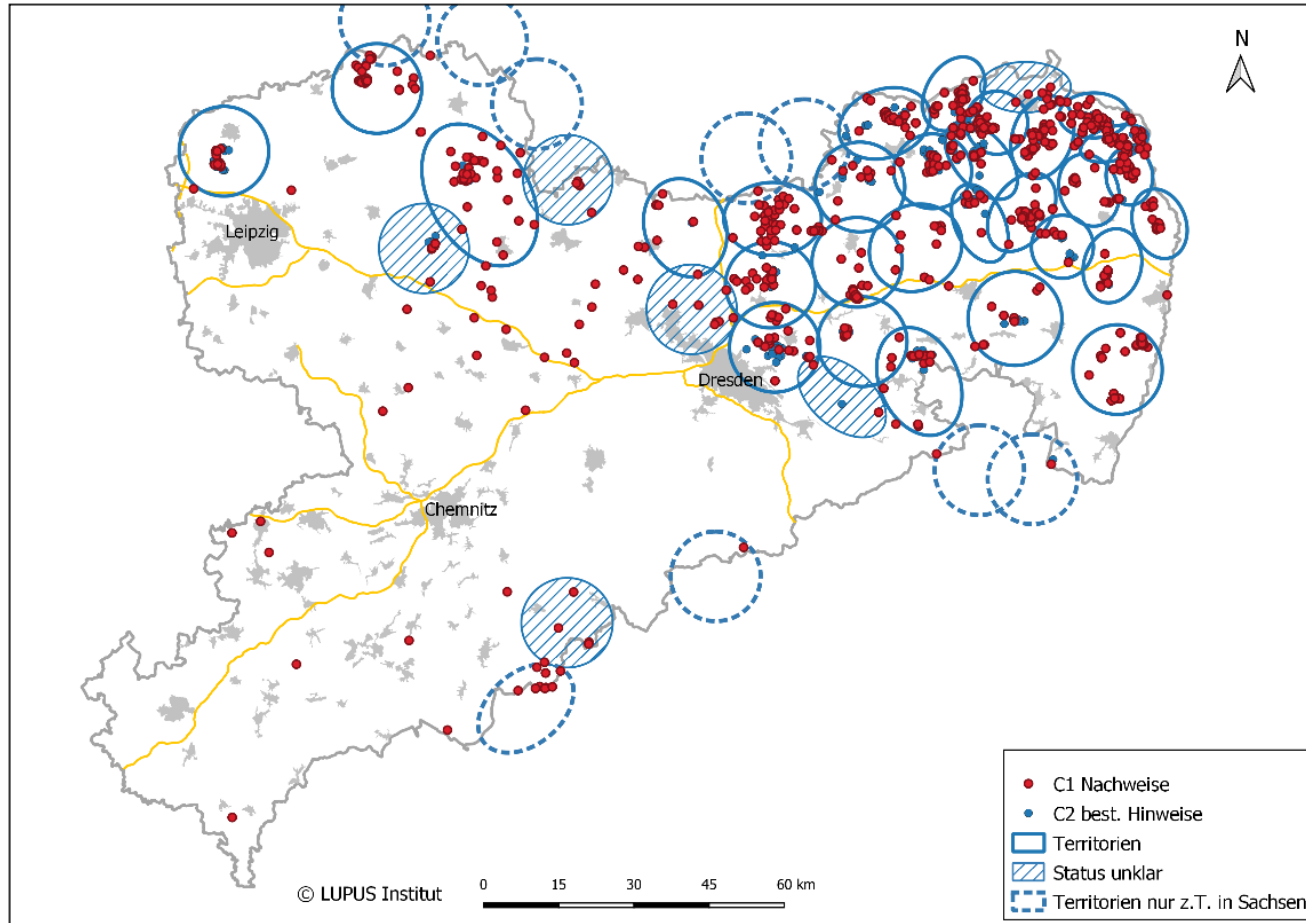 N
Leipzig
Dresden
Chemnitz
C1 Nachweise
C2 best. Hinweise
Territorien
Status unklar
Territorien nur z.T. in Sachsen
© LUPUS Institut
0 15 30 45 60 km